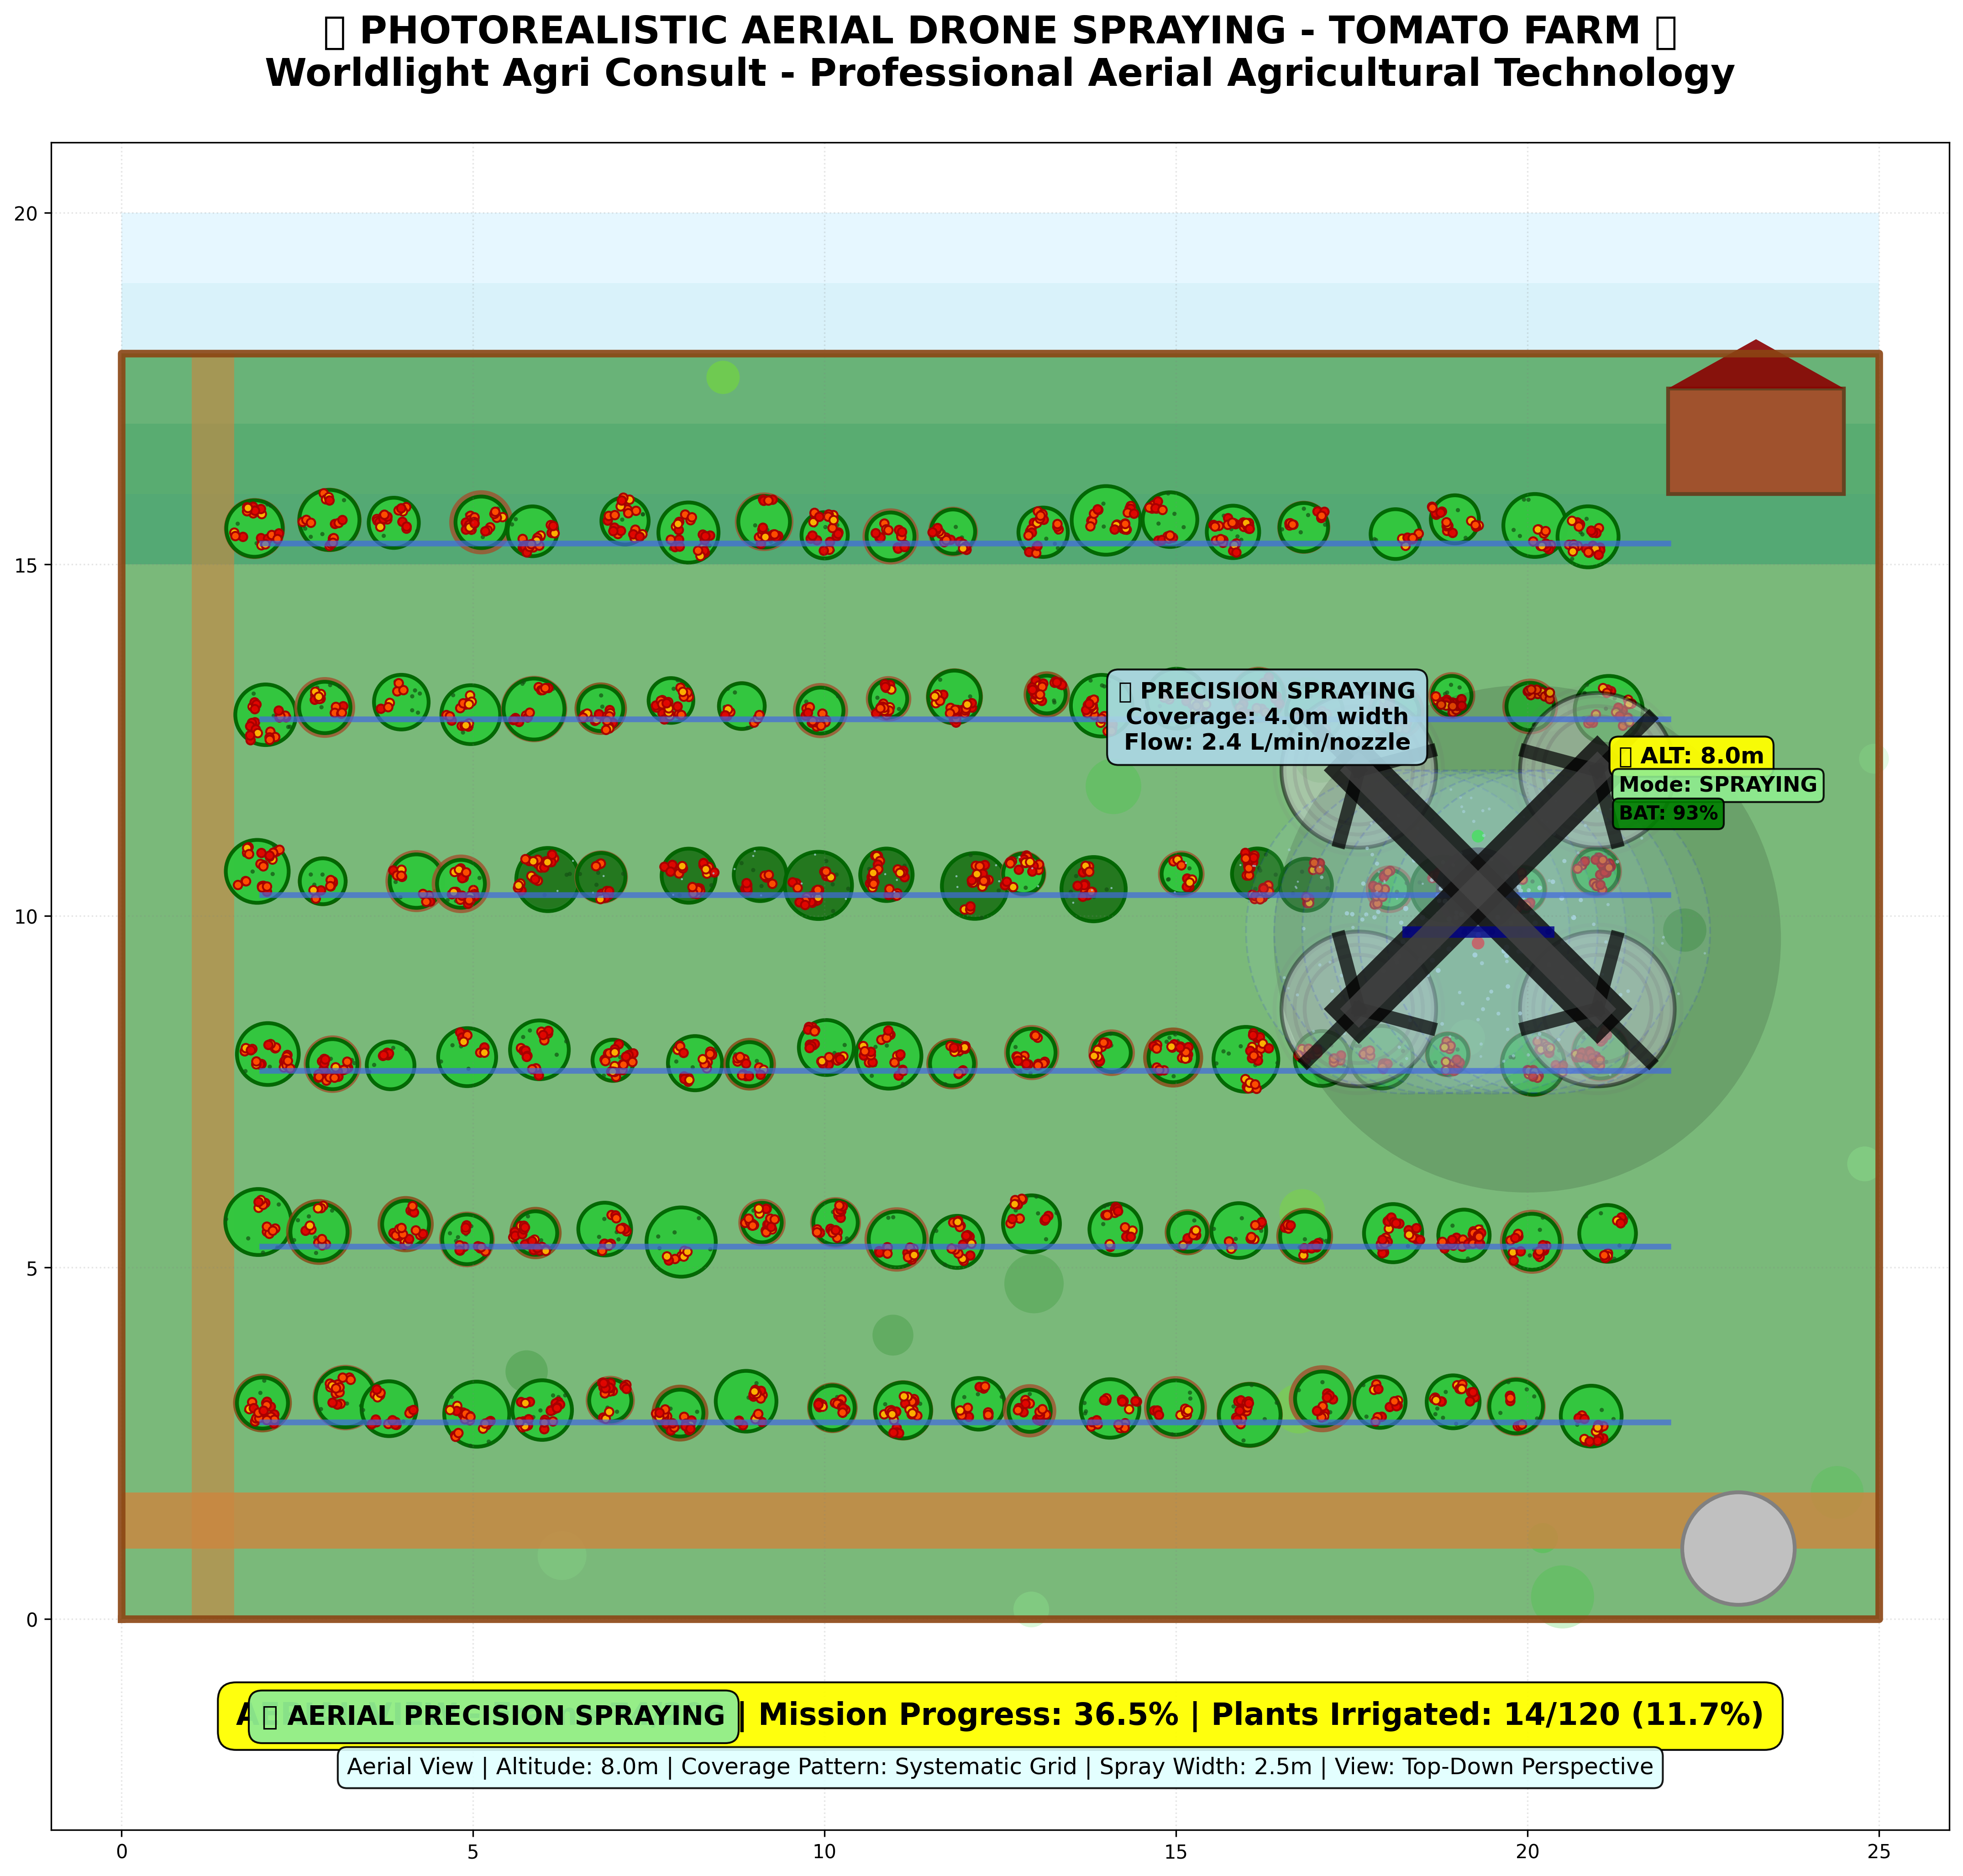 PHOTOREALISTIC AERIAL DRONE SPRAYING - TOMATO FARM
Worldlight Agri Consult - Professional Aerial Agricultural Technology
20
15
10
5
0
PRECISION SPRAYING
Coverage: 4.0m width
Flow: 2.4 L/min/nozzle
ALT: 8.0m
Mode: SPRAYING
BAT: 93%
AERIAL PRECISION SPRAYING | Mission Progress: 36.5% | Plants Irrigated: 14/120 (11.7%)
Aerial View | Altitude: 8.0m | Coverage Pattern: Systematic Grid | Spray Width: 2.5m | View: Top-Down Perspective
0 5 10 15 20 25